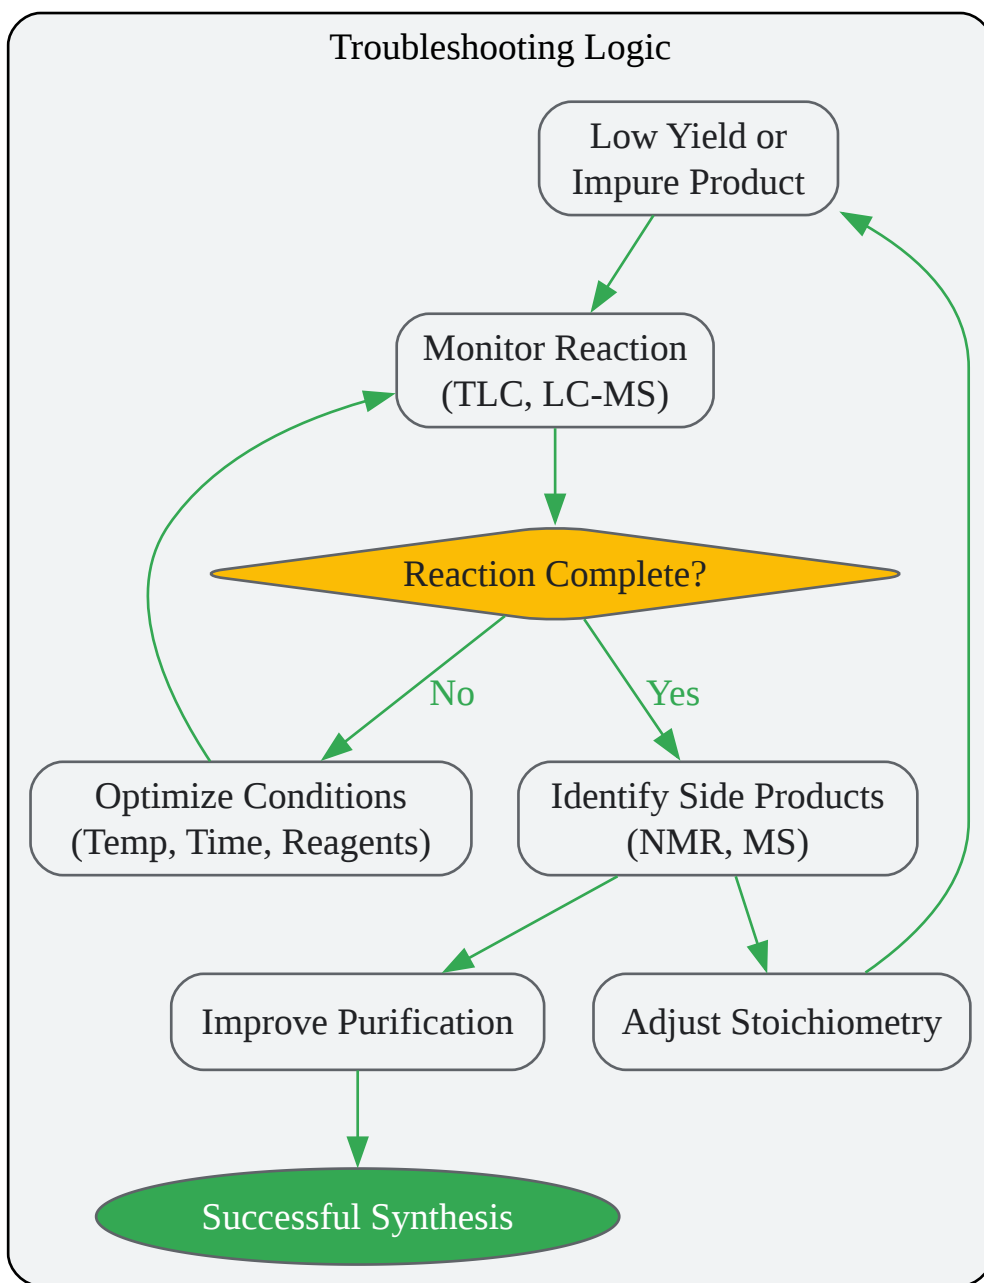 Troubleshooting Logic
Low Yield or
Impure Product
Monitor Reaction
(TLC, LC-MS)
Reaction Complete?
No
Yes
Optimize Conditions
(Temp, Time, Reagents)
Identify Side Products
(NMR, MS)
Improve Purification
Adjust Stoichiometry
Successful Synthesis